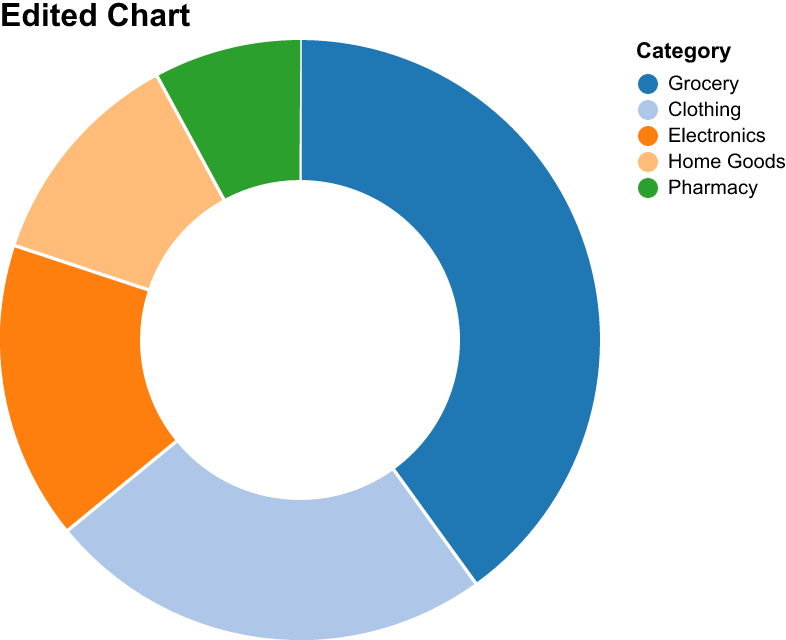 Edited Chart
Category
Grocery
Clothing
Electronics
Home Goods
Pharmacy